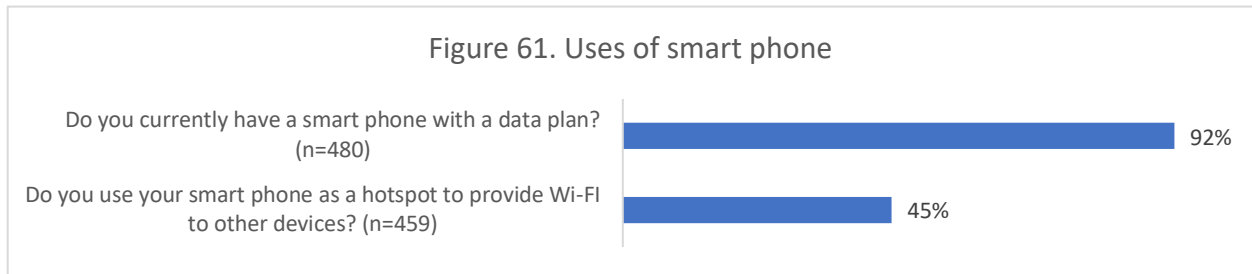 Figure 61. Uses of smart phone
Do you currently have a smart phone with a data plan?
(n=480)
92%
Do you use your smart phone as a hotspot to provide Wi-FI
to other devices? (n=459)
45%